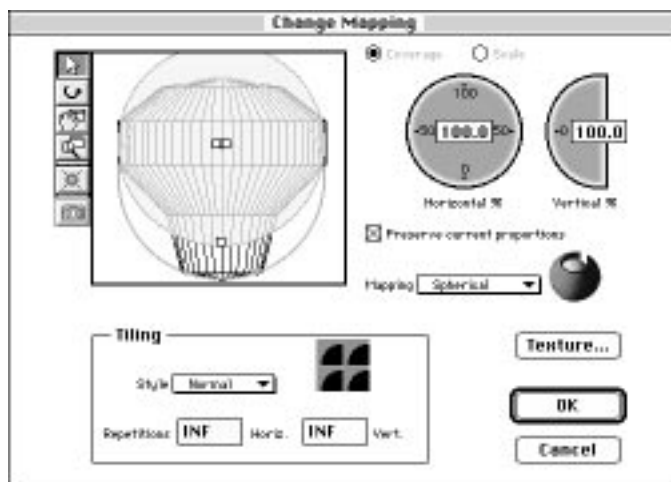 Change Mapping
Coverage Scale
100
-50 100.0 50-
0
-0 100.0
Horizontal % Vertical %
Preserve current proportions
Mapping Spherical
Tiling
Style Normal
Repetitions INF Horiz. INF Vert.
Texture...
OK
Cancel